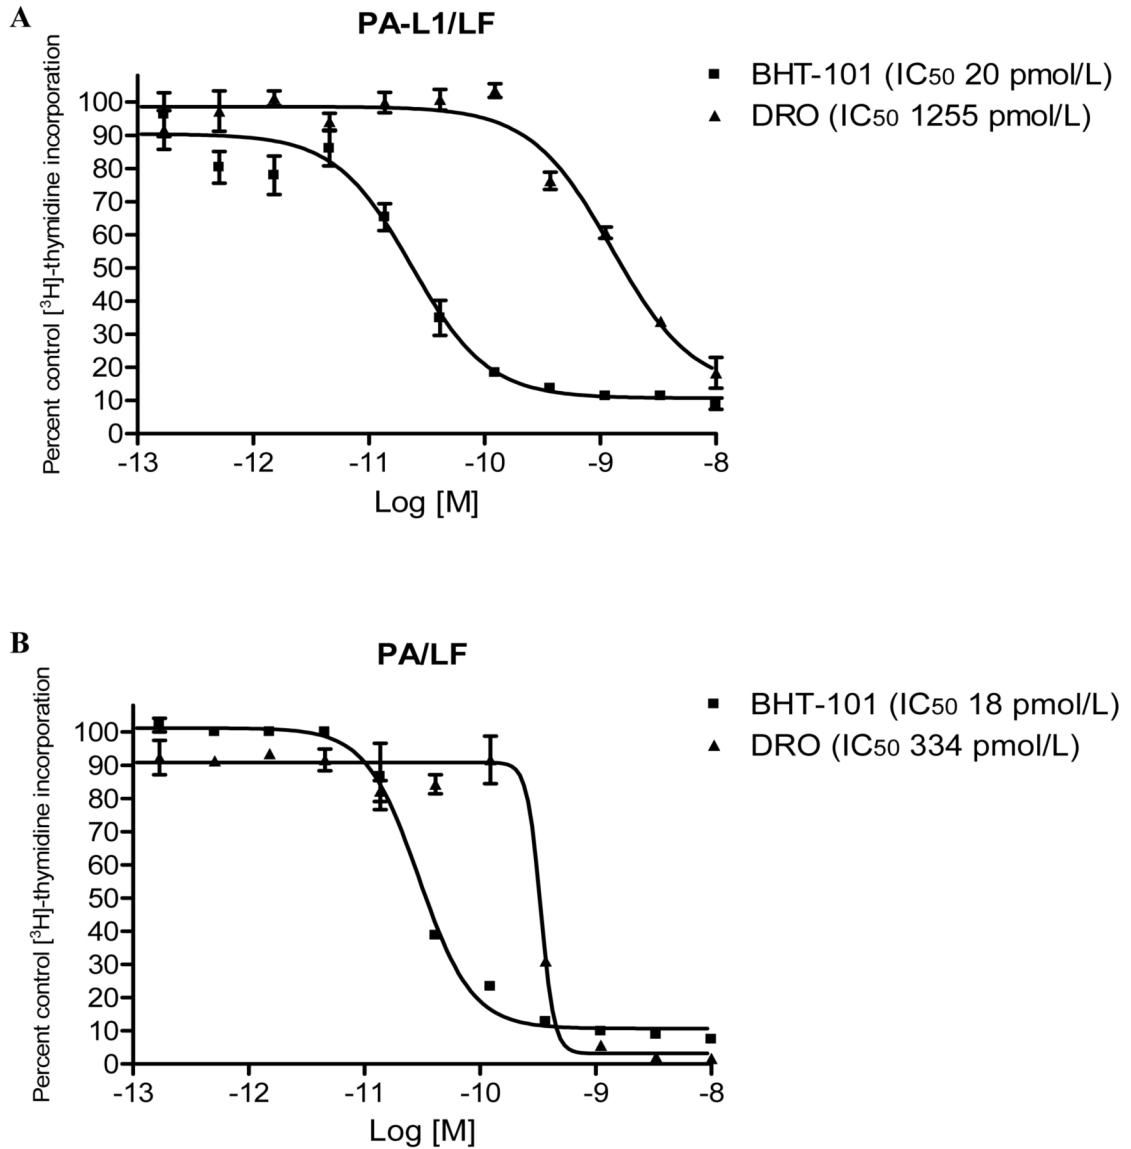 A
PA-L1/LF
Percent control [³H]-thymidine incorporation
100
90
80
70
60
50
40
30
20
10
0
-13 -12 -11 -10 -9 -8
Log [M]
BHT-101 (IC₅₀ 20 pmol/L)
DRO (IC₅₀ 1255 pmol/L)
B
PA/LF
Percent control [³H]-thymidine incorporation
100
90
80
70
60
50
40
30
20
10
0
-13 -12 -11 -10 -9 -8
Log [M]
BHT-101 (IC₅₀ 18 pmol/L)
DRO (IC₅₀ 334 pmol/L)